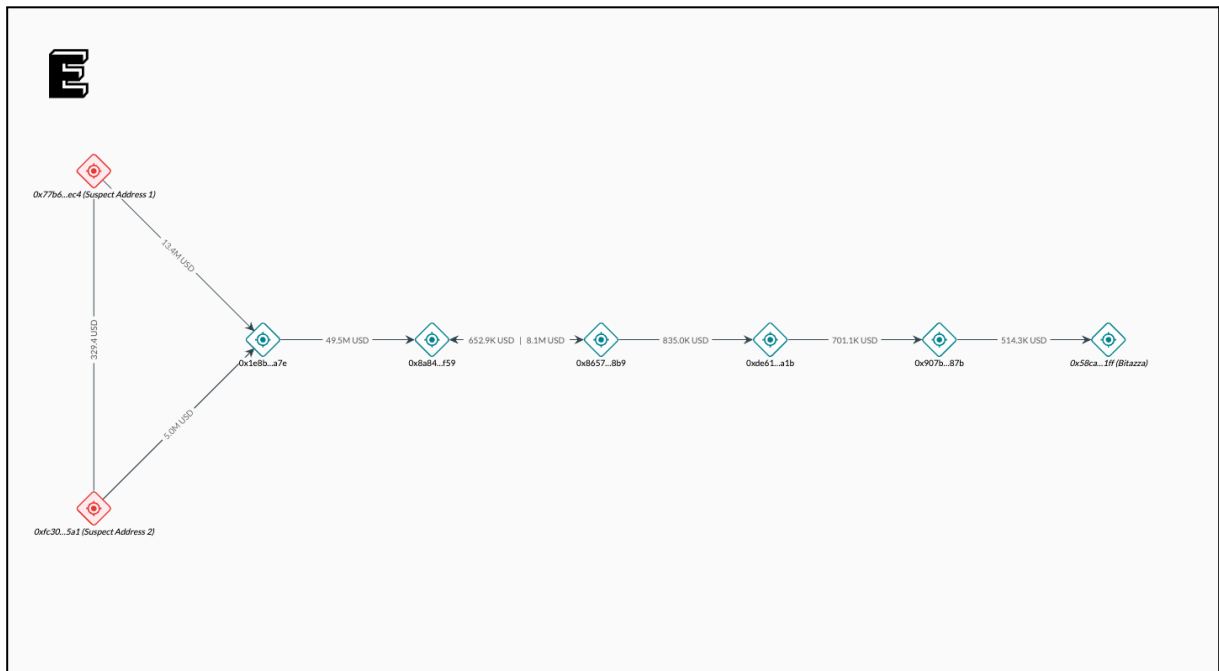 E
0x77b6...ec4 (Suspect Address 1)
13.4M USD
329.4 USD
49.5M USD
652.9K USD | 8.1M USD
835.0K USD
701.1K USD
514.3K USD
0x1e8b...a7e
0x8a84...f59
0x8657...8b9
0xde61...a1b
0x907b...87b
0x58ca...1ff (Bitazza)
5.0M USD
0xfc30...5a1 (Suspect Address 2)